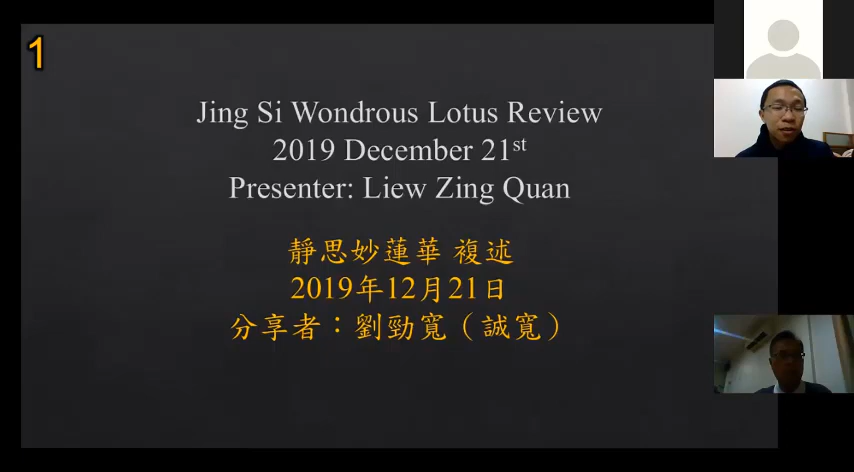 1
Jing Si Wondrous Lotus Review
2019 December 21st
Presenter: Liew Zing Quan
靜思妙蓮華 複述
2019年12月21日
分享者：劉勁寬（誠寬）